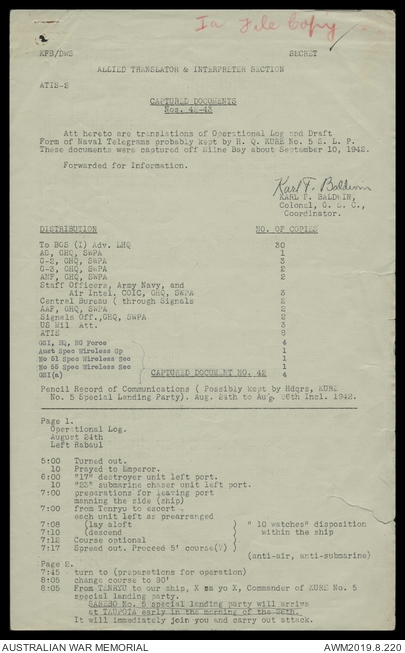 Ia File Copy
2
KFB/DWS SECRET
ALLIED TRANSLATOR & INTERPRETER SECTION
ATIS-S
CAPTURED DOCUMENTS
Nos. 42-43
Att hereto are translations of Operational Log and Draft
Form of Naval Telegrams probably kept by H. Q. KURE No. 5 S. L. P.
These documents were captured off Milne Bay about September 10, 1942.
Forwarded for Information.
Karl F. Baldwin
KARL F. BALDWIN,
Colonel, G. S. C.,
Coordinator.
DISTRIBUTION NO. OF COPIES
To BGS (I) Adv. LHQ 30
AG, GHQ, SWPA 1
G-2, GHQ, SWPA 3
G-3, GHQ, SWPA 2
ANF, GHQ, SWPA 2
Staff Officers, Army Navy, and
Air Intel. COIC, GHQ, SWPA 3
Central Bureau ( through Signals 2
AAF, GHQ, SWPA 2
Signals Off.,GHQ, SWPA 2
US Mil. Att. 3
ATIS 8
GSI, HQ, NG Force 4
Aust Spec Wireless Gp 1
No 51 Spec Wireless Sec 1
No 55 Spec Wireless Sec 1
GSI(a) CAPTURED DOCUMENT NO. 42 4
Pencil Record of Communications ( Possibly kept by Hdqrs, KURE
No. 5 Special Landing Party). Aug. 24th to Aug. 26th Incl. 1942.
Page 1.
Operational Log.
August 24th
Left Rabaul
5:00 Turned out.
10 Prayed to Emperor.
6:00 "17" destroyer unit left port.
10 "23" submarine chaser unit left port.
7:00 preparations for leaving port
manning the side (ship)
7:00 from Tenryu to escort
each unit left as prearranged
7:08 (lay aloft } " 10 watches" disposition
7:10 (descend within the ship
7:12 Course optional
7:17 Spread out. Proceed 5' course(?)
(anti-air, anti-submarine)
Page 2.
7:45 turn to (preparations for operation)
8:05 change course to 90'
8:05 From TENRYU to our ship, X yo X, Commander of KURE No. 5
special landing party.
SASEBO No. 5 special landing party will arrive
at TAUPOTA early in the morning of the 25th.
It will immediately join you and carry out attack.
AUSTRALIAN WAR MEMORIAL AWM2019.8.220